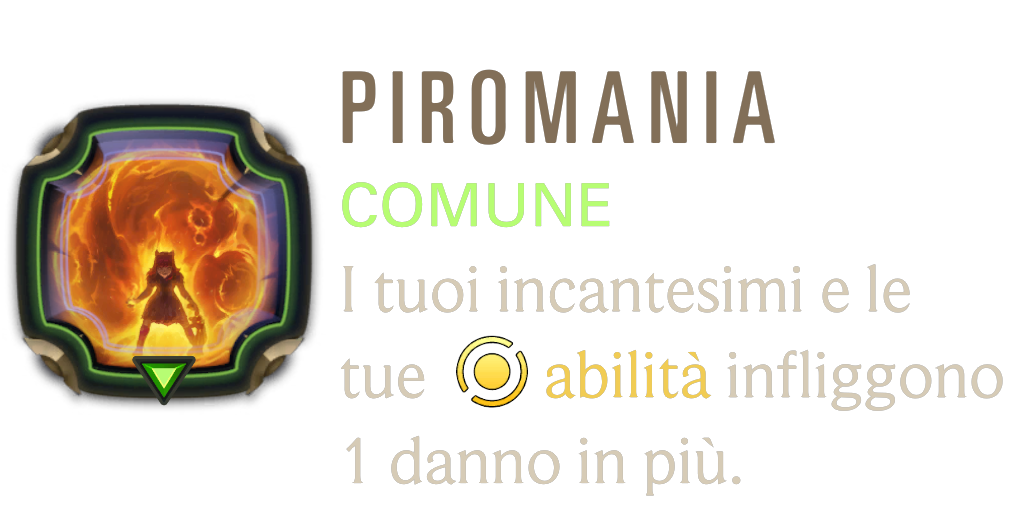 PIROMANIA
COMUNE
I tuoi incantesimi e le
tue abilità infliggono
1 danno in più.